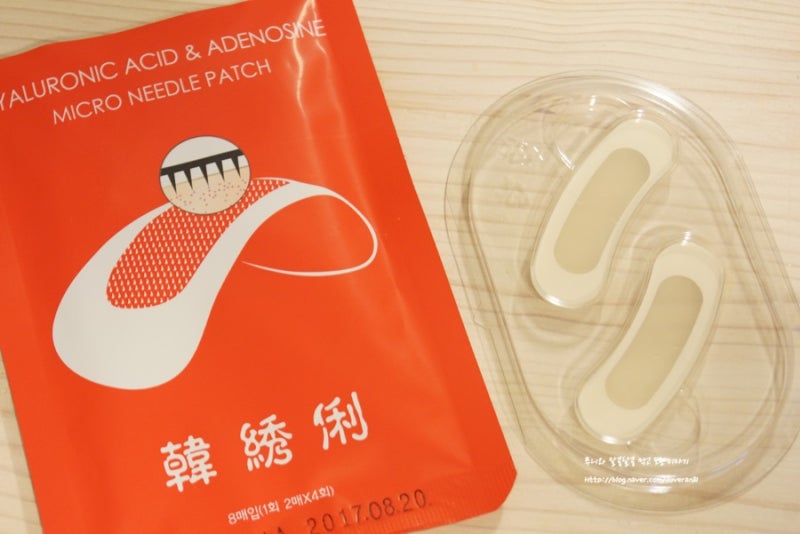 YALURONIC ACID & ADENOSINE
MICRO NEEDLE PATCH
韓綉俐
8매입(1회 2매X4회)
2017.08.20.